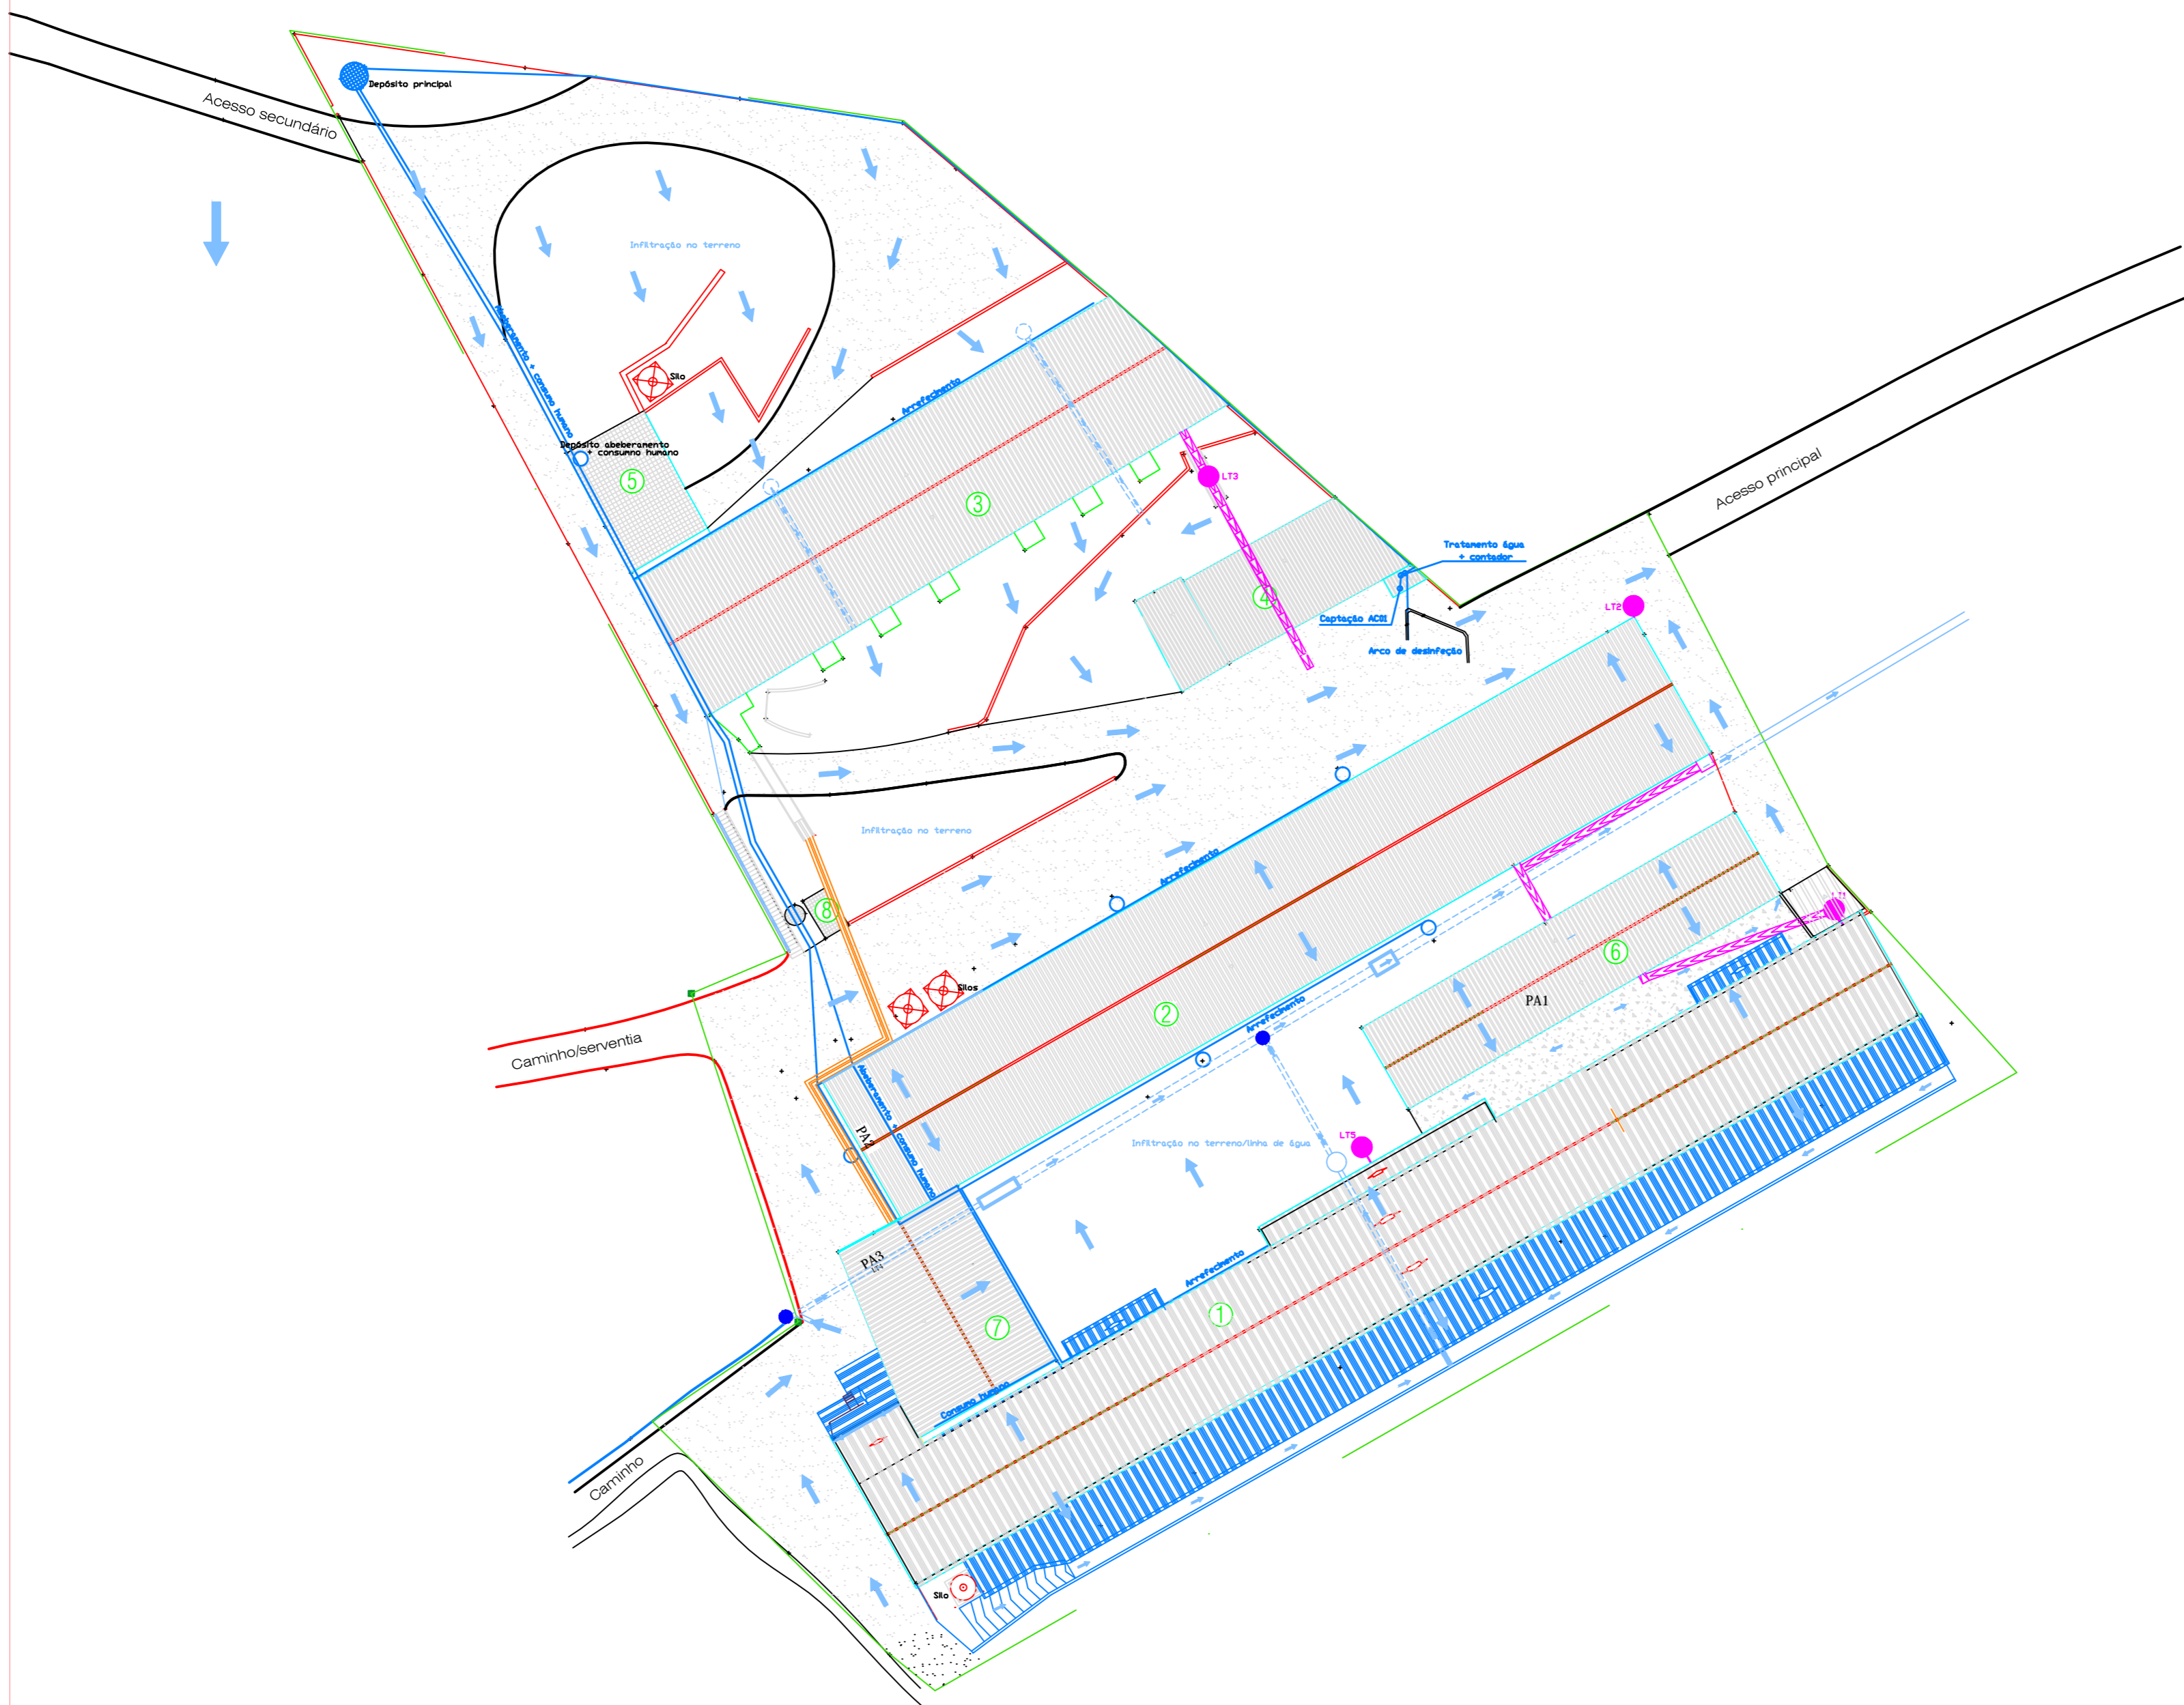 Depósito principal
Acesso secundário
Infiltração no terreno
Abeberamento + consumo humano
Silo
Arrefecimento
Depósito abeberamento
+ consumno humano
5
3
LT3
Acesso principal
Tratamento água
+ contador
4
Captação AC01
LT2
Arco de desinfeção
Infiltração no terreno
Arrefecimento
8
LT1
6
Silos
PA1
2
Arrefecimento
Caminho/serventia
Abeberamento + consumo humano
PA2
LT5
Infiltração no terreno/linha de água
PA3
LT4
Arrefecimento
1
7
Consumo humano
Caminho
Silo